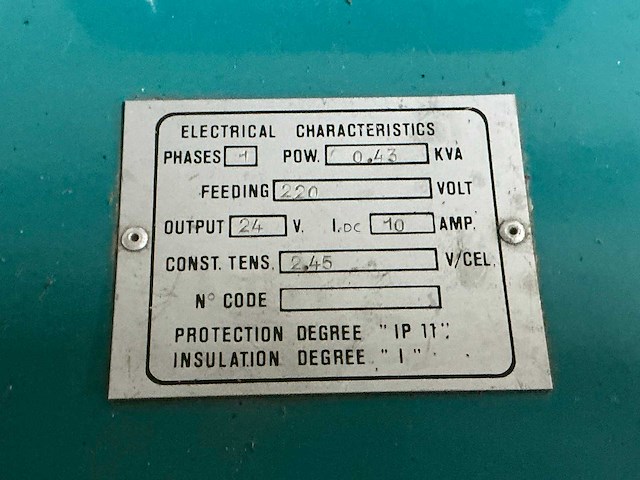 ELECTRICAL CHARACTERISTICS
PHASES 1 POW. 0.43 KVA
FEEDING 220 VOLT
OUTPUT 24 V. I.DC 10 AMP.
CONST. TENS. 2.45 V/CEL.
N° CODE
PROTECTION DEGREE "IP 11"
INSULATION DEGREE "I"